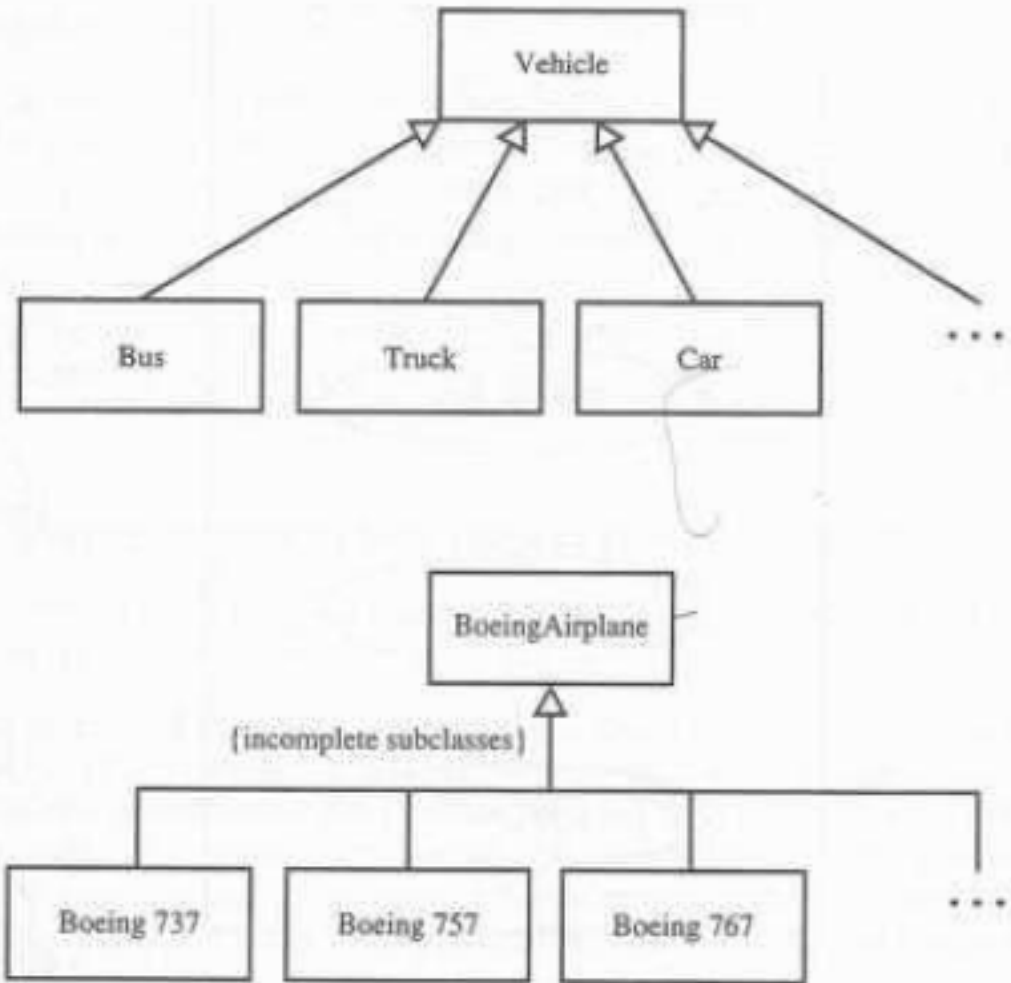 Vehicle
Bus
Truck
Car
...
BoeingAirplane
{incomplete subclasses}
Boeing 737
Boeing 757
Boeing 767
...